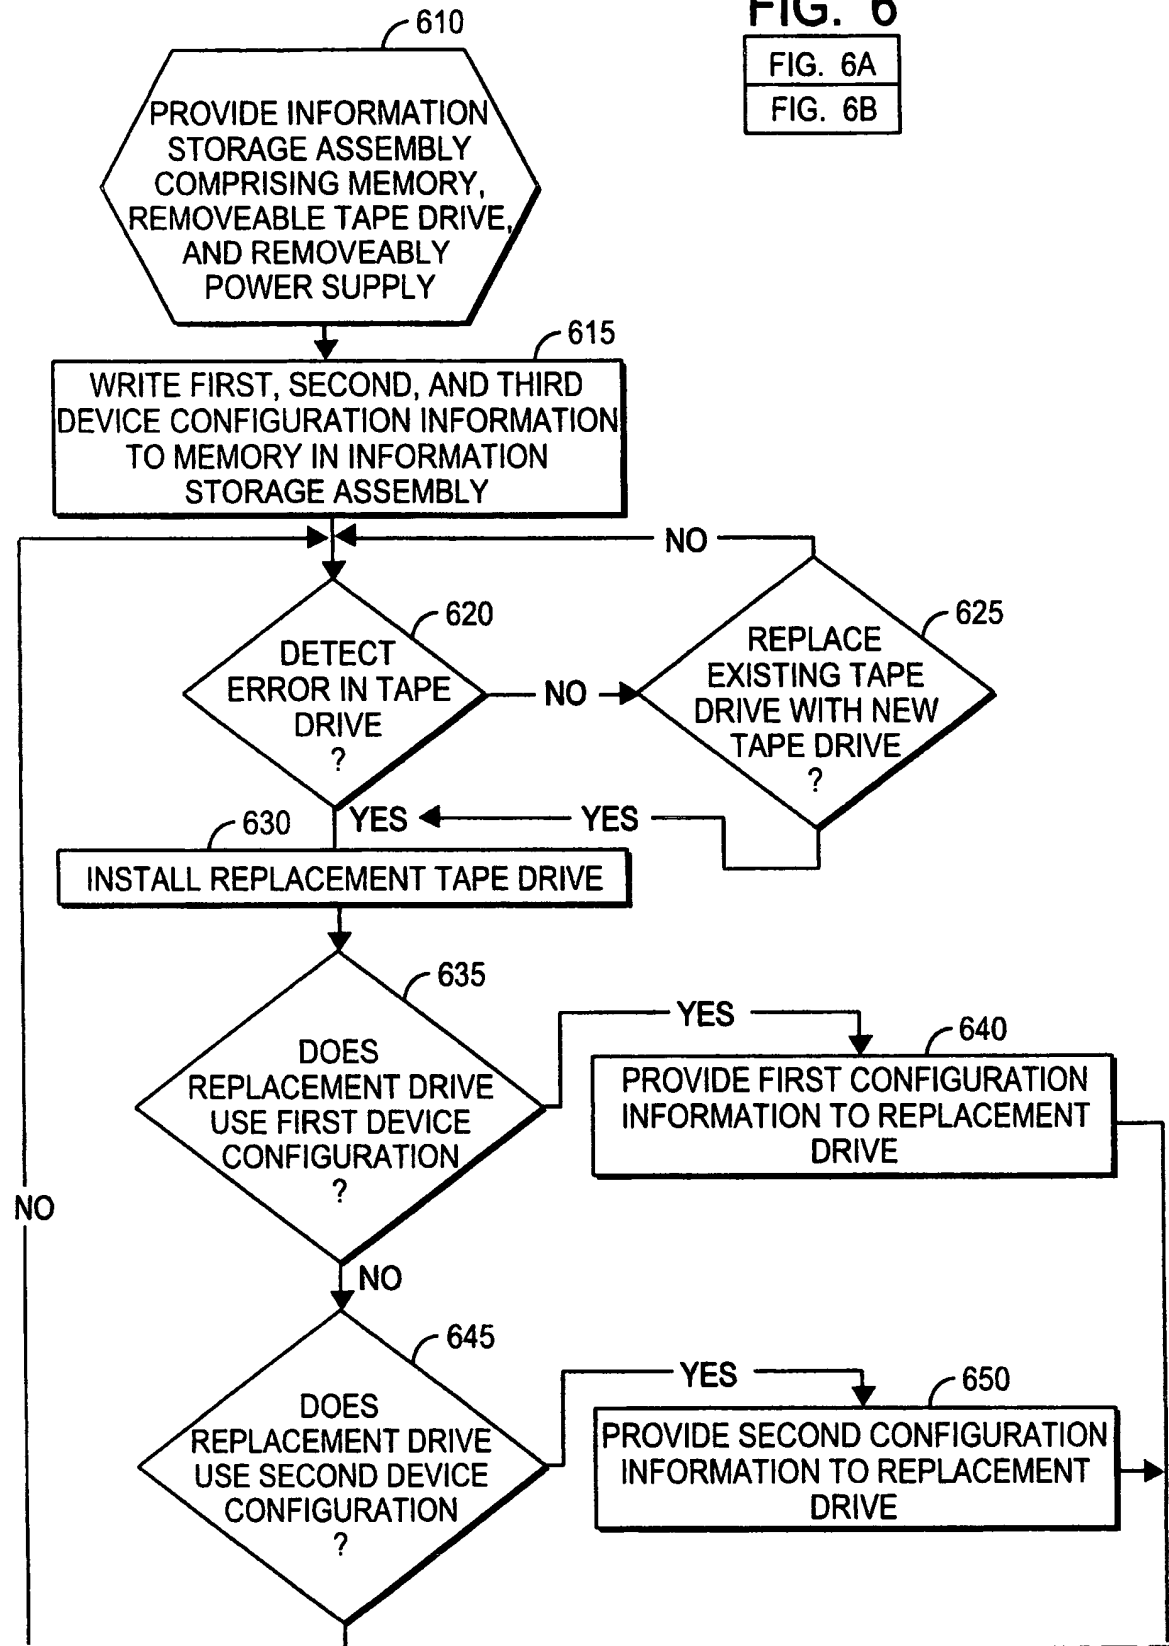 FIG. 6
FIG. 6A
FIG. 6B
610
PROVIDE INFORMATION
STORAGE ASSEMBLY
COMPRISING MEMORY,
REMOVEABLE TAPE DRIVE,
AND REMOVEABLY
POWER SUPPLY
615
WRITE FIRST, SECOND, AND THIRD
DEVICE CONFIGURATION INFORMATION
TO MEMORY IN INFORMATION
STORAGE ASSEMBLY
NO
620
DETECT
ERROR IN TAPE
DRIVE
?
NO
625
REPLACE
EXISTING TAPE
DRIVE WITH NEW
TAPE DRIVE
?
YES
YES
630
INSTALL REPLACEMENT TAPE DRIVE
635
DOES
REPLACEMENT DRIVE
USE FIRST DEVICE
CONFIGURATION
?
YES
640
PROVIDE FIRST CONFIGURATION
INFORMATION TO REPLACEMENT
DRIVE
NO
NO
645
DOES
REPLACEMENT DRIVE
USE SECOND DEVICE
CONFIGURATION
?
YES
650
PROVIDE SECOND CONFIGURATION
INFORMATION TO REPLACEMENT
DRIVE